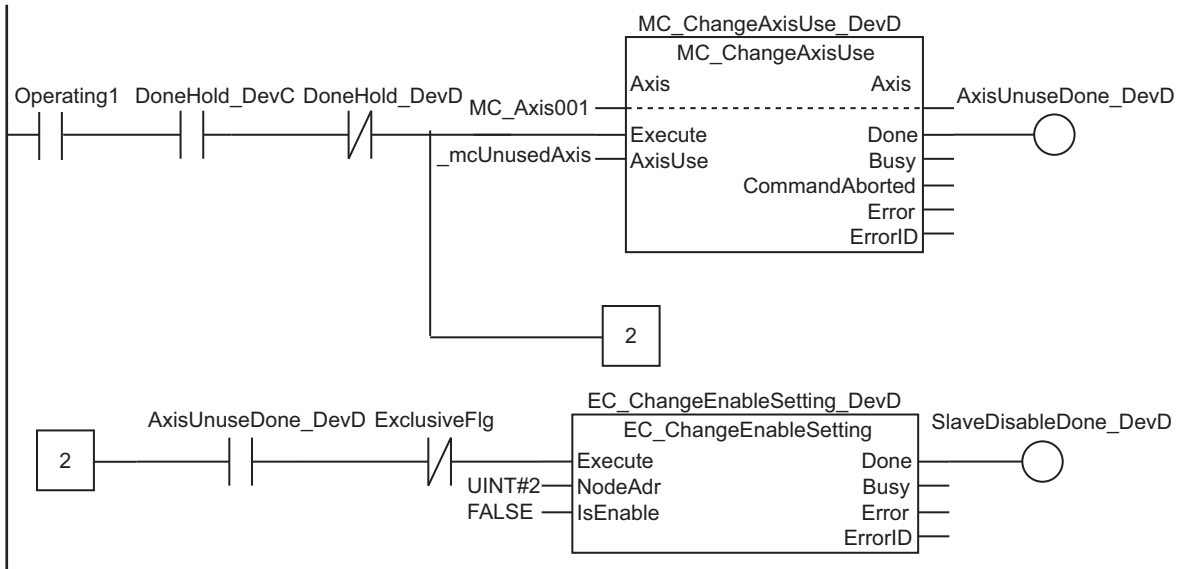 MC_ChangeAxisUse_DevD
MC_ChangeAxisUse
Operating1 DoneHold_DevC DoneHold_DevD
MC_Axis001
Axis Axis
AxisUnuseDone_DevD
Execute Done
_mcUnusedAxis
AxisUse Busy
CommandAborted
Error
ErrorID
2
EC_ChangeEnableSetting_DevD
AxisUnuseDone_DevD ExclusiveFlg
EC_ChangeEnableSetting
SlaveDisableDone_DevD
2
Execute Done
UINT#2 NodeAdr Busy
FALSE IsEnable Error
ErrorID